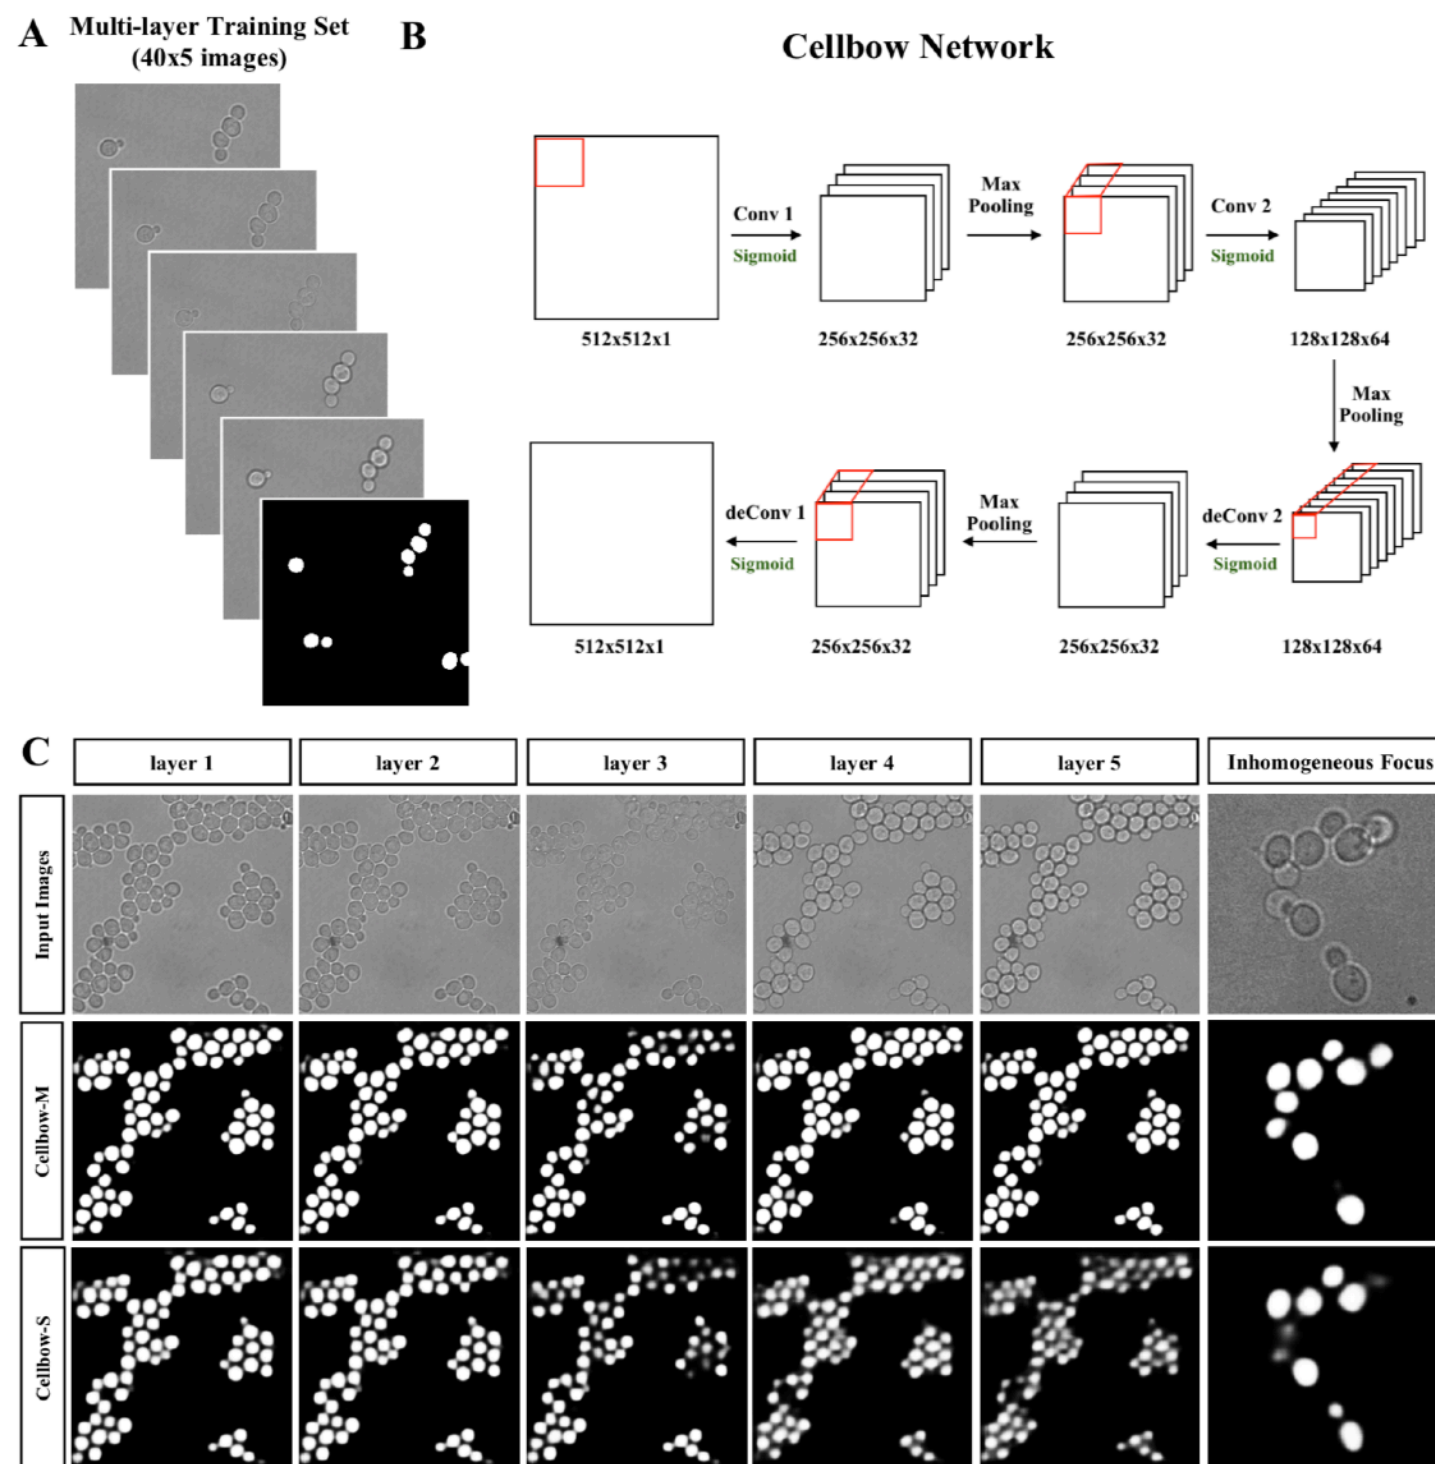 A
Multi-layer Training Set
(40x5 images)
B
Cellbow Network
Conv 1
Sigmoid
Max
Pooling
Conv 2
Sigmoid
512x512x1
256x256x32
256x256x32
128x128x64
Max
Pooling
deConv 1
Sigmoid
Max
Pooling
deConv 2
Sigmoid
512x512x1
256x256x32
256x256x32
128x128x64
C
layer 1
layer 2
layer 3
layer 4
layer 5
Inhomogeneous Focus
Input Images
Cellbow-M
Cellbow-S